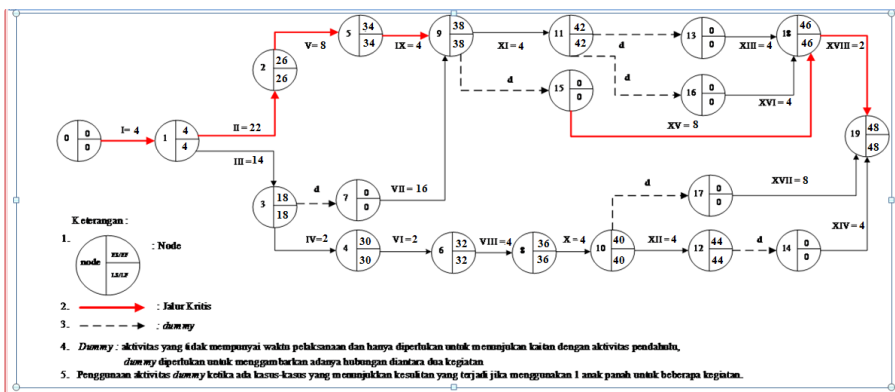 0 0 0
I= 4
1 4 4
II = 22
2 26 26
V= 8
5 34 34
IX = 4
9 38 38
XI = 4
11 42 42
d
13 0 0
XIII = 4
18 46 46
XVIII = 2
d
15 0 0
d
16 0 0
XVI = 4
XV = 8
19 48 48
III =14
3 18 18
d
7 0 0
VII = 16
d
17 0 0
XVII = 8
IV=2
4 30 30
VI=2
6 32 32
VIII =4
8 36 36
X= 4
10 40 40
XII = 4
12 44 44
d
14 0 0
XIV= 4
Keterangan :
1. node ES/EF LS/LF : Node
2. : Jalur Kritis
3. : dummy
4. Dummy : aktivitas yang tidak mempunyai waktu pelaksanaan dan hanya diperlukan untuk menunjukan kaitan dengan aktivitas pendahulu,
dummy diperlukan untuk menggambarkan adanya hubungan diantara dua kegiatan
5. Penggunaan aktivitas dummy ketika ada kasus-kasus yang menunjukkan kesulitan yang terjadi jika menggunakan 1 anak panah untuk beberapa kegiatan.